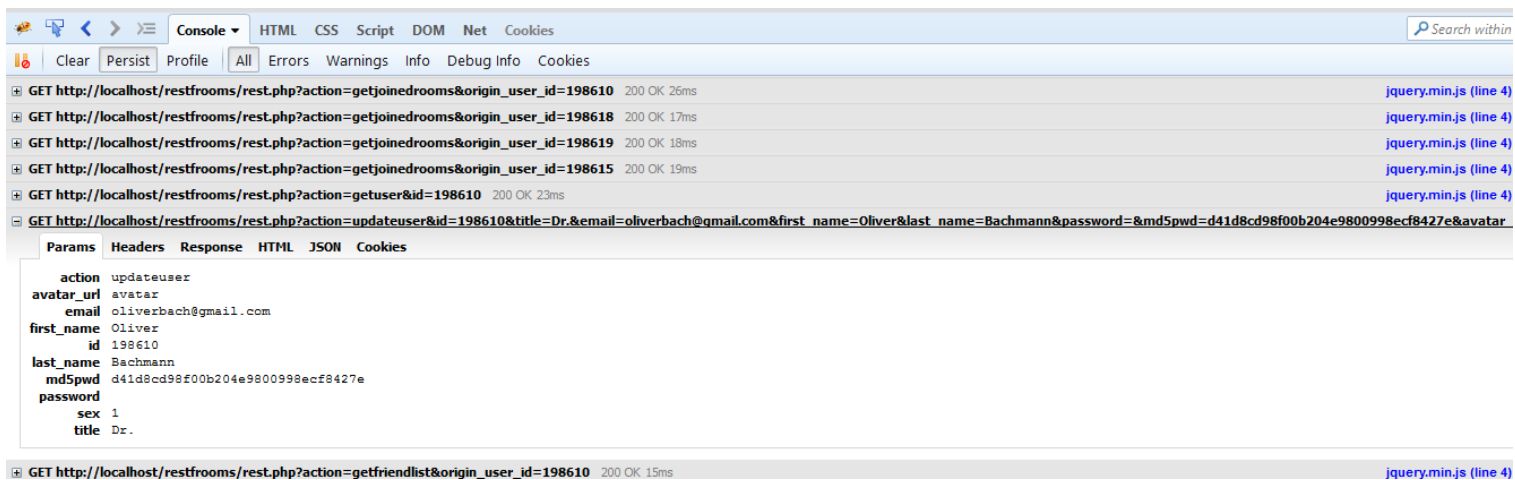 Console ▾ HTML CSS Script DOM Net Cookies Search within
Clear Persist Profile All Errors Warnings Info Debug Info Cookies
GET http://localhost/restfrooms/rest.php?action=getjoinedrooms&origin_user_id=198610 200 OK 26ms jquery.min.js (line 4)
GET http://localhost/restfrooms/rest.php?action=getjoinedrooms&origin_user_id=198618 200 OK 17ms jquery.min.js (line 4)
GET http://localhost/restfrooms/rest.php?action=getjoinedrooms&origin_user_id=198619 200 OK 18ms jquery.min.js (line 4)
GET http://localhost/restfrooms/rest.php?action=getjoinedrooms&origin_user_id=198615 200 OK 19ms jquery.min.js (line 4)
GET http://localhost/restfrooms/rest.php?action=getuser&id=198610 200 OK 23ms jquery.min.js (line 4)
GET http://localhost/restfrooms/rest.php?action=updateuser&id=198610&title=Dr.&email=oliverbach@gmail.com&first_name=Oliver&last_name=Bachmann&password=&md5pwd=d41d8cd98f00b204e9800998ecf8427e&avatar_
Params Headers Response HTML JSON Cookies
action updateuser
avatar_url avatar
email oliverbach@gmail.com
first_name Oliver
id 198610
last_name Bachmann
md5pwd d41d8cd98f00b204e9800998ecf8427e
password
sex 1
title Dr.
GET http://localhost/restfrooms/rest.php?action=getfriendlist&origin_user_id=198610 200 OK 15ms jquery.min.js (line 4)